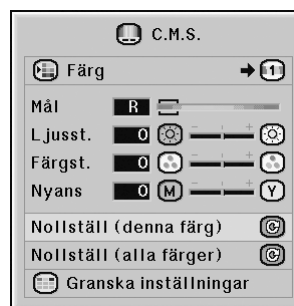 C.M.S.
Färg 1
Mål R
Ljusst. 0 - +
Färgst. 0 - +
Nyans 0 M - + Y
Nollställ (denna färg)
Nollställ (alla färger)
Granska inställningar